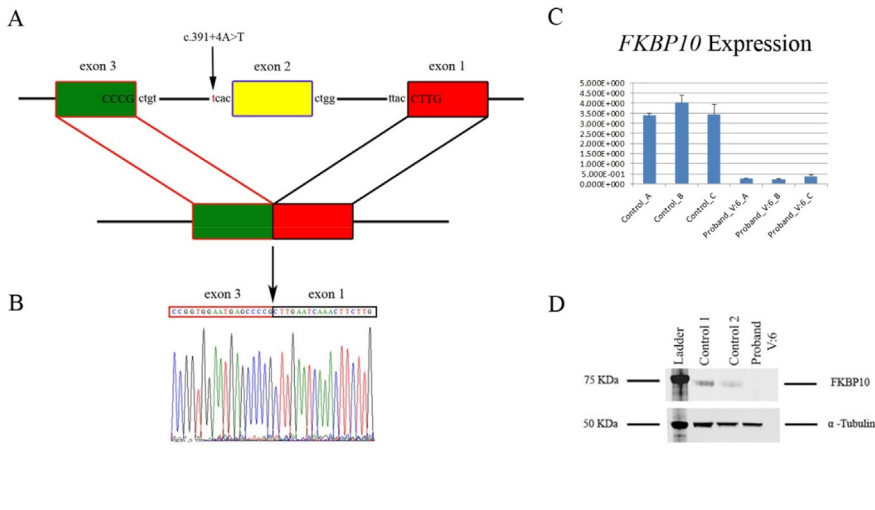 A
c.391+4A>T
exon 3
exon 2
exon 1
CCCG ctgt
tcac
ctgg
ttac CTTG
B
exon 3
exon 1
CCGGTGGAATGAGCCCCGCTTGAATCAAACTTCTTG
C
FKBP10 Expression
5.000E+000
4.500E+000
4.000E+000
3.500E+000
3.000E+000
2.500E+000
2.000E+000
1.500E+000
1.000E+000
5.000E-001
0.000E+000
Control_A
Control_B
Control_C
Proband_V:6_A
Proband_V:6_B
Proband_V:6_C
D
Ladder
Control 1
Control 2
Proband
V:6
75 KDa
FKBP10
50 KDa
α -Tubulin